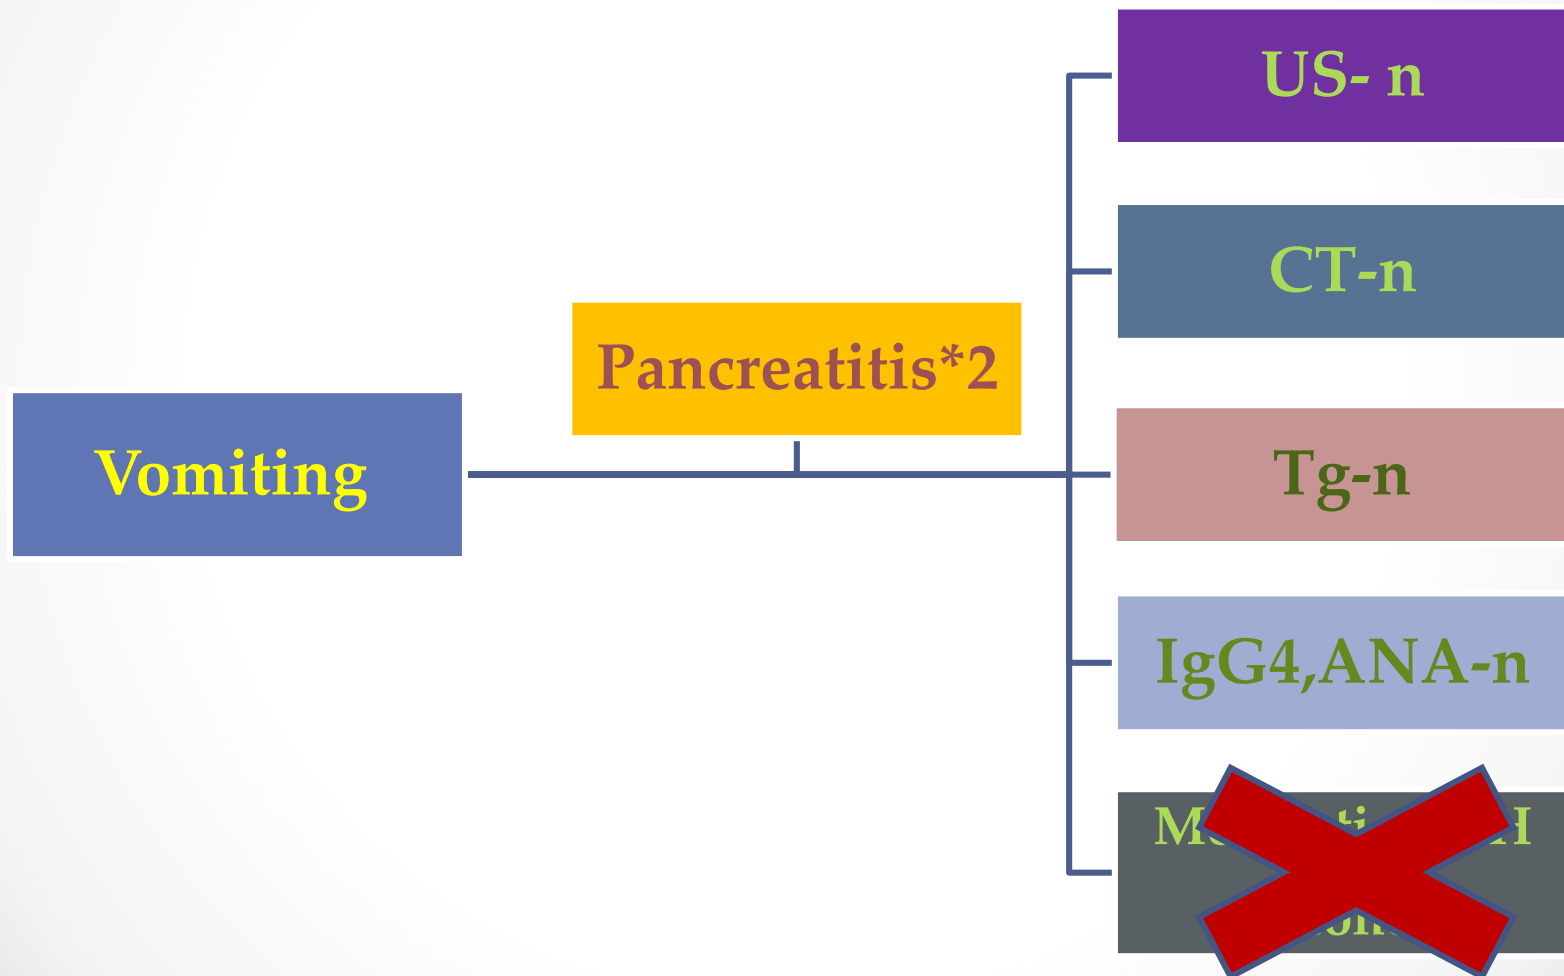 US- n
CT-n
Pancreatitis*2
Vomiting
Tg-n
IgG4,ANA-n